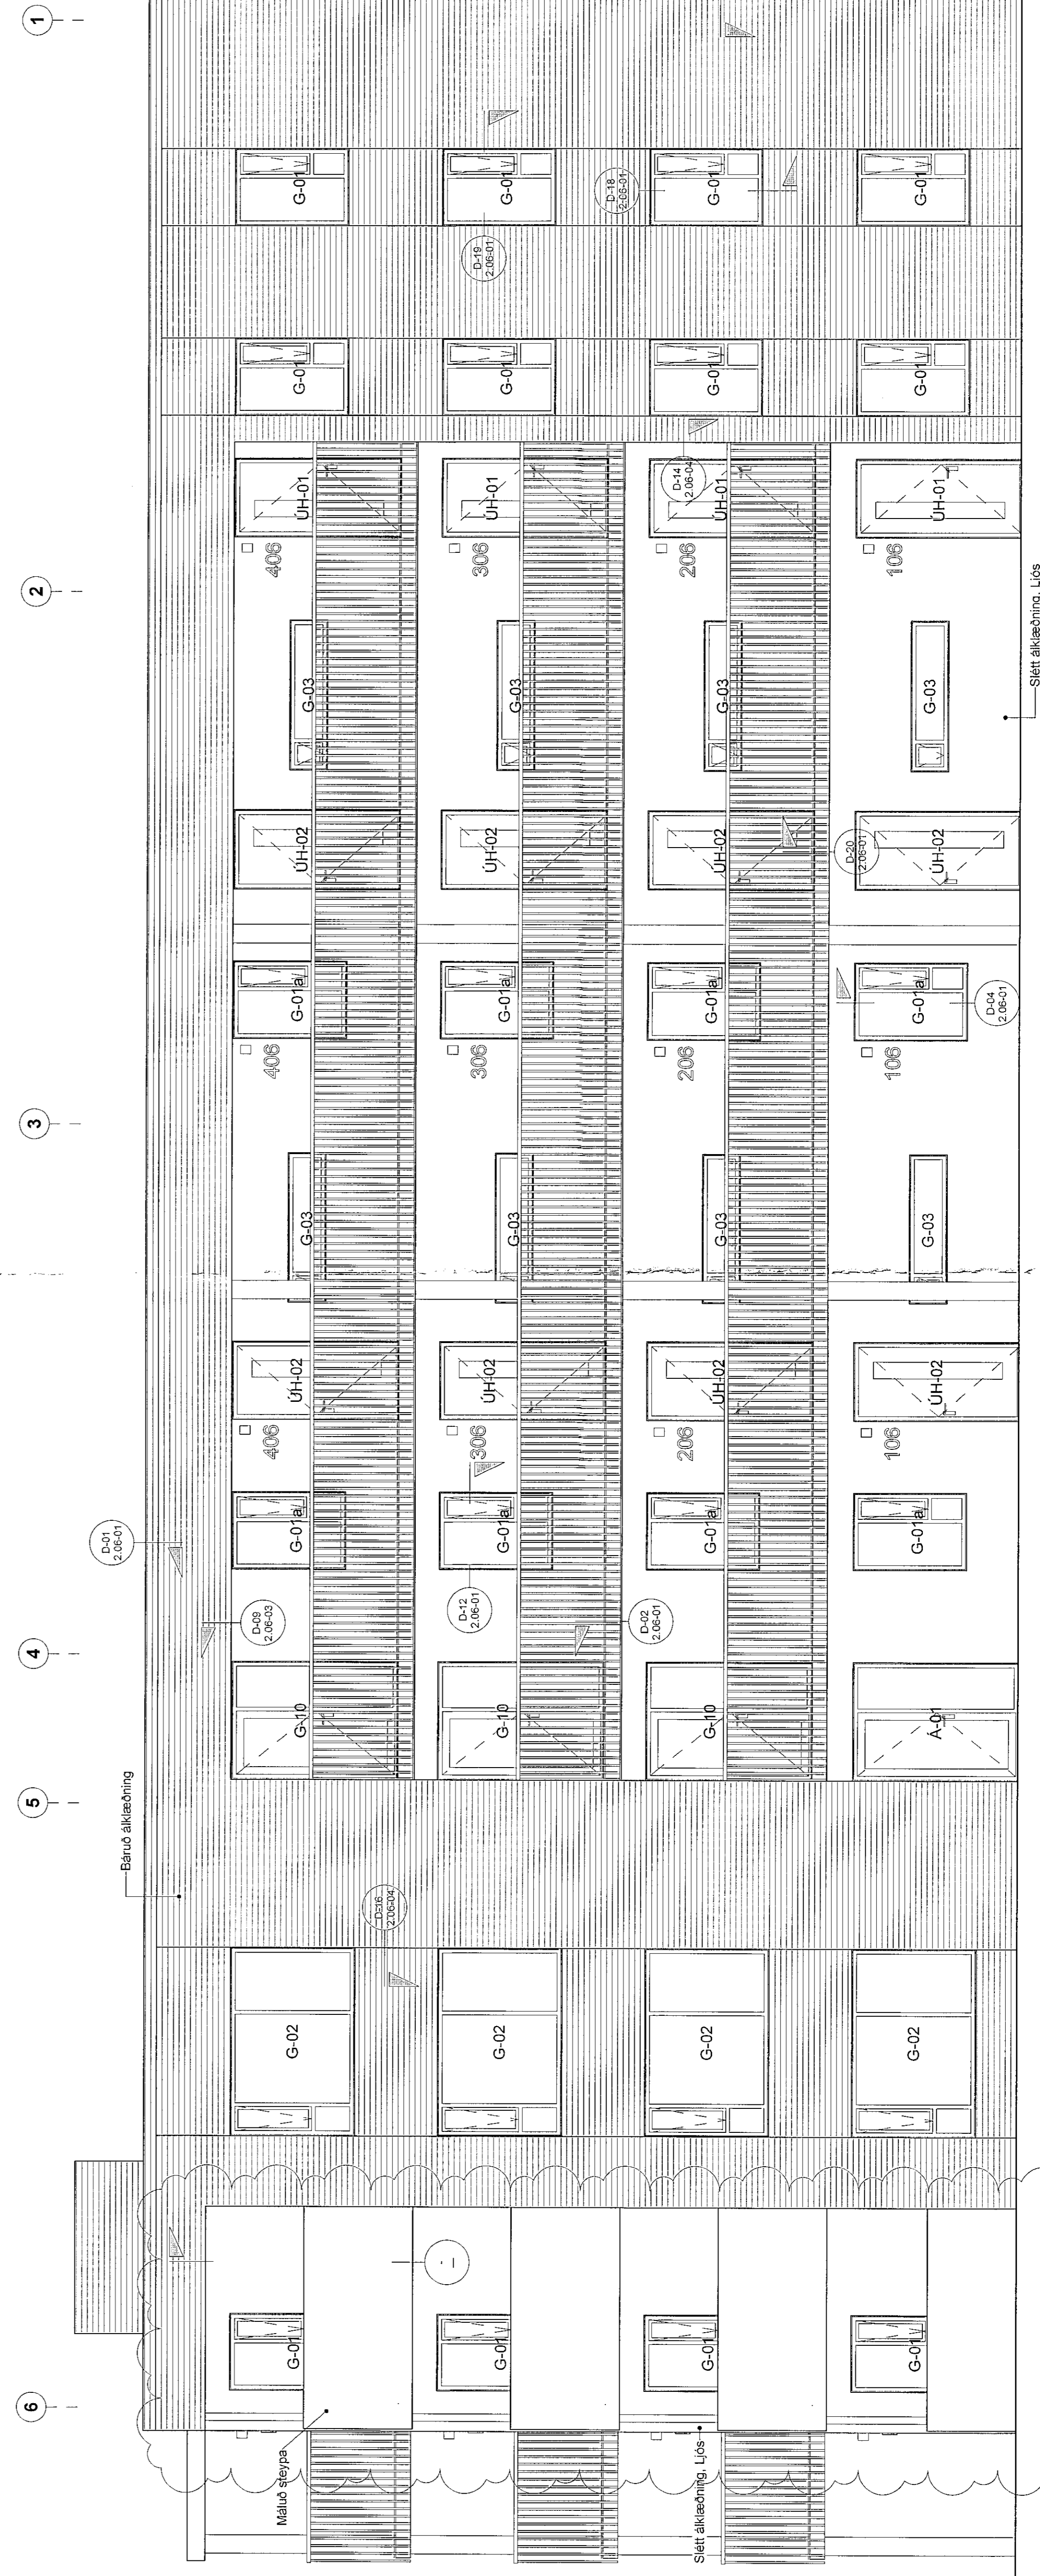 6
5
4
3
2
1
Báruð álklæðning
D-01
2.06-01
D-09
2.06-03
G-01
G-02
G-10
G-01a
406
ÚH-02
G-03
406
G-01a
ÚH-02
G-03
406
ÚH-01
G-01
G-01
Máluð steypa
D-16
2.06-04
D-12
2.06-01
D-19
2.06-01
G-01
G-02
G-10
G-01a
306
ÚH-02
G-03
306
G-01a
ÚH-02
G-03
306
ÚH-01
G-01
G-01
D-02
2.06-01
D-14
2.06-04
D-18
2.06-01
G-01
G-02
G-10
G-01a
206
ÚH-02
G-03
206
G-01a
ÚH-02
G-03
206
ÚH-01
G-01
G-01
Slétt álklæðning, Ljós
D-20
2.06-01
G-01
G-02
Á-01
G-01a
106
ÚH-02
G-03
106
G-01a
ÚH-02
G-03
106
ÚH-01
G-01
G-01
D-04
2.06-01
Slétt álklæðning, Ljós